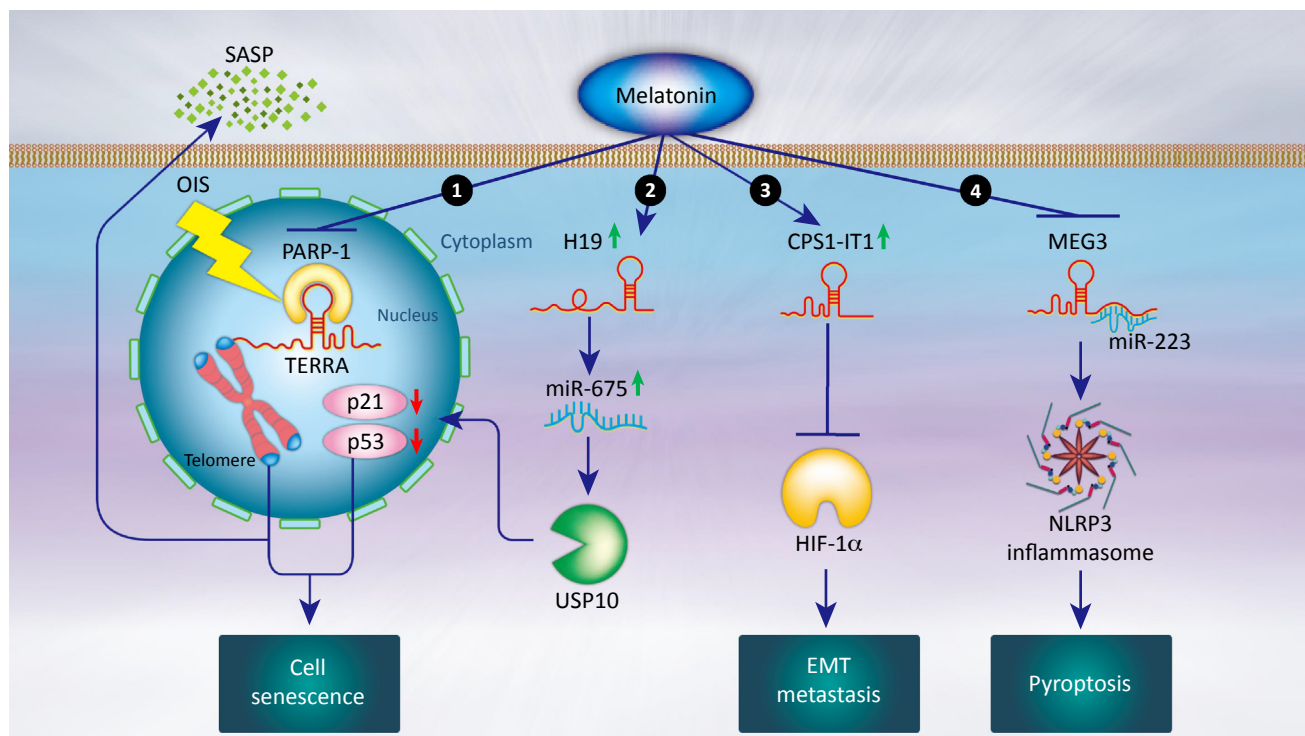 SASP
Melatonin
OIS
1
2
3
4
PARP-1
Cytoplasm
H19
CPS1-IT1
MEG3
Nucleus
TERRA
miR-223
miR-675
p21
p53
Telomere
NLRP3
inflammasome
HIF-1α
USP10
Cell
senescence
EMT
metastasis
Pyroptosis